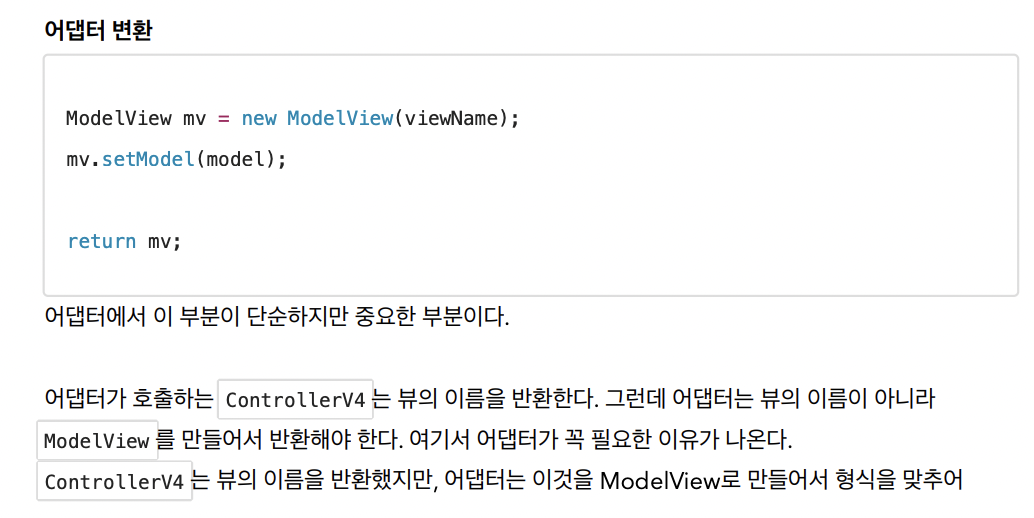 어댑터 변환
ModelView mv = new ModelView(viewName);
mv.setModel(model);
return mv;
어댑터에서 이 부분이 단순하지만 중요한 부분이다.
어댑터가 호출하는 ControllerV4 는 뷰의 이름을 반환한다. 그런데 어댑터는 뷰의 이름이 아니라
ModelView 를 만들어서 반환해야 한다. 여기서 어댑터가 꼭 필요한 이유가 나온다.
ControllerV4 는 뷰의 이름을 반환했지만, 어댑터는 이것을 ModelView로 만들어서 형식을 맞추어